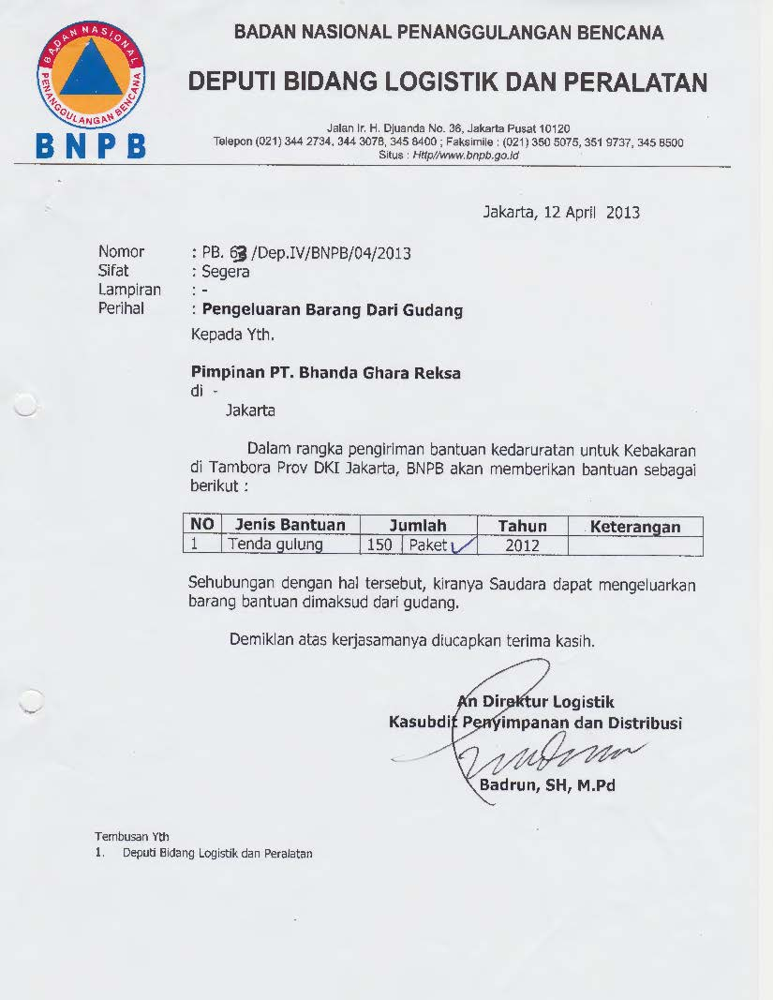 BADAN NASIONAL PENANGGULANGAN BENCANA
BNPB
BADAN NASIONAL PENANGGULANGAN BENCANA
DEPUTI BIDANG LOGISTIK DAN PERALATAN
Jalan Ir. H. Djuanda No. 36, Jakarta Pusat 10120
Telepon (021) 344 2734, 344 3078, 345 8400 ; Faksimile : (021) 350 5075, 351 9737, 345 8500
Situs : Http//www.bnpb.go.id
Jakarta, 12 April 2013
Nomor : PB. 63 /Dep.IV/BNPB/04/2013
Sifat : Segera
Lampiran : -
Perihal : Pengeluaran Barang Dari Gudang
Kepada Yth.
Pimpinan PT. Bhanda Ghara Reksa
di -
Jakarta
Dalam rangka pengiriman bantuan kedaruratan untuk Kebakaran
di Tambora Prov DKI Jakarta, BNPB akan memberikan bantuan sebagai
berikut :
NO Jenis Bantuan Jumlah Tahun Keterangan
1 Tenda gulung 150 Paket 2012
Sehubungan dengan hal tersebut, kiranya Saudara dapat mengeluarkan
barang bantuan dimaksud dari gudang.
Demikian atas kerjasamanya diucapkan terima kasih.
An Direktur Logistik
Kasubdit Penyimpanan dan Distribusi
Badrun, SH, M.Pd
Tembusan Yth
1. Deputi Bidang Logistik dan Peralatan